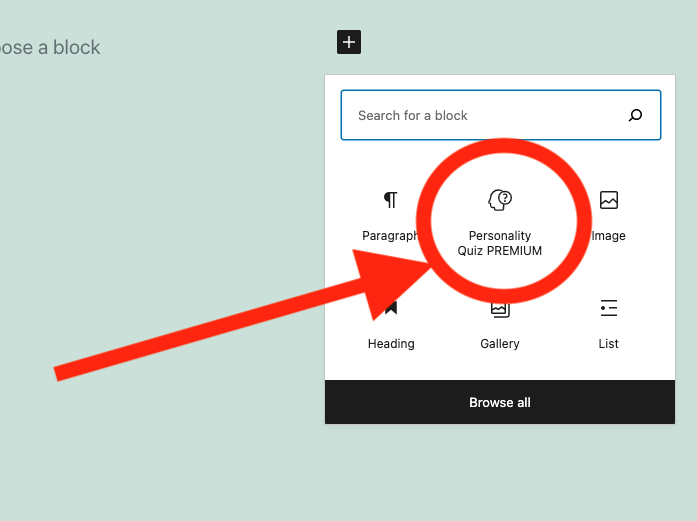 ose a block
Search for a block
Paragraph
Personality
Quiz PREMIUM
Image
Heading
Gallery
List
Browse all